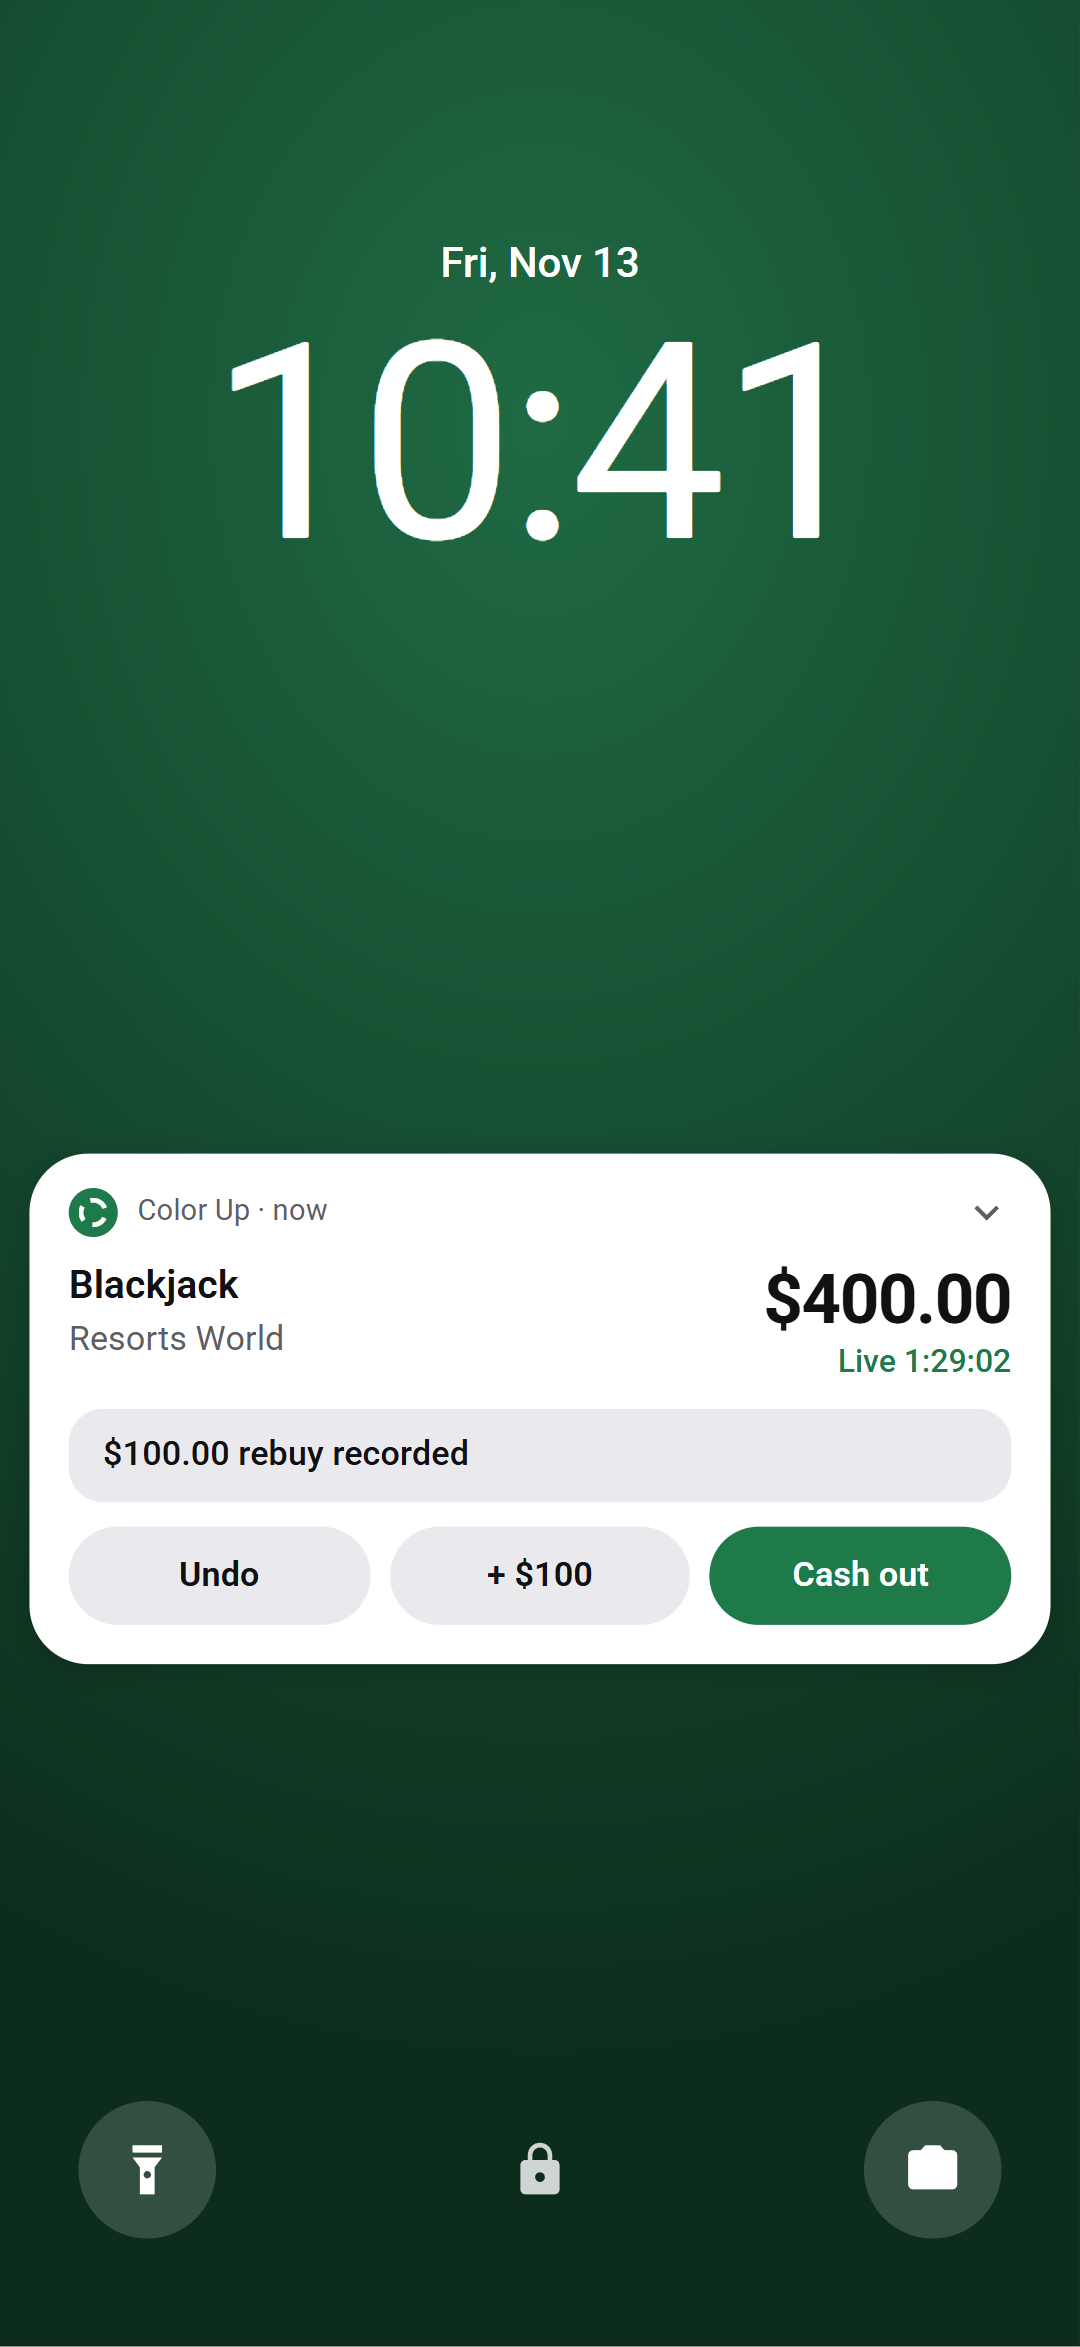 Fri, Nov 13
10:41
Color Up · now
Blackjack
$400.00
Resorts World
Live 1:29:02
$100.00 rebuy recorded
Undo
+ $100
Cash out